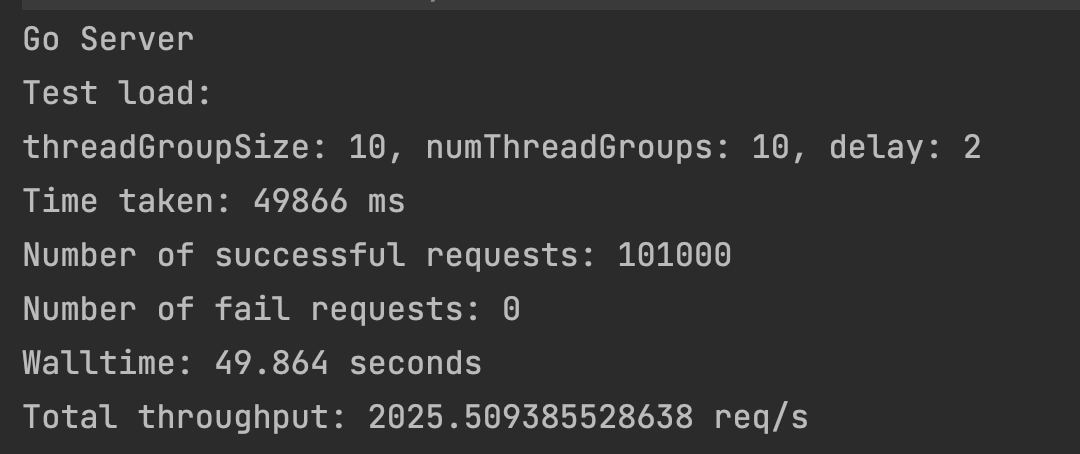 Go Server
Test load:
threadGroupSize: 10, numThreadGroups: 10, delay: 2
Time taken: 49866 ms
Number of successful requests: 101000
Number of fail requests: 0
Walltime: 49.864 seconds
Total throughput: 2025.509385528638 req/s